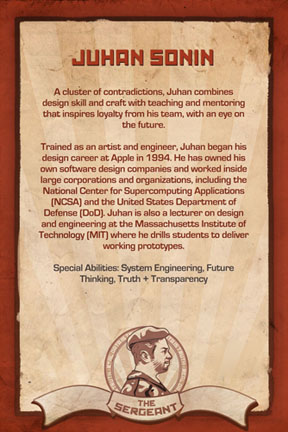 JUHAN SONIN
A cluster of contradictions, Juhan combines
design skill and craft with teaching and mentoring
that inspires loyalty from his team, with an eye on
the future.
Trained as an artist and engineer, Juhan began his
design career at Apple in 1994. He has owned his
own software design companies and worked inside
large corporations and organizations, including the
National Center for Supercomputing Applications
(NCSA) and the United States Department of
Defense (DoD). Juhan is also a lecturer on design
and engineering at the Massachusetts Institute of
Technology (MIT) where he drills students to deliver
working prototypes.
Special Abilities: System Engineering, Future
Thinking, Truth + Transparency
THE
SERGEANT